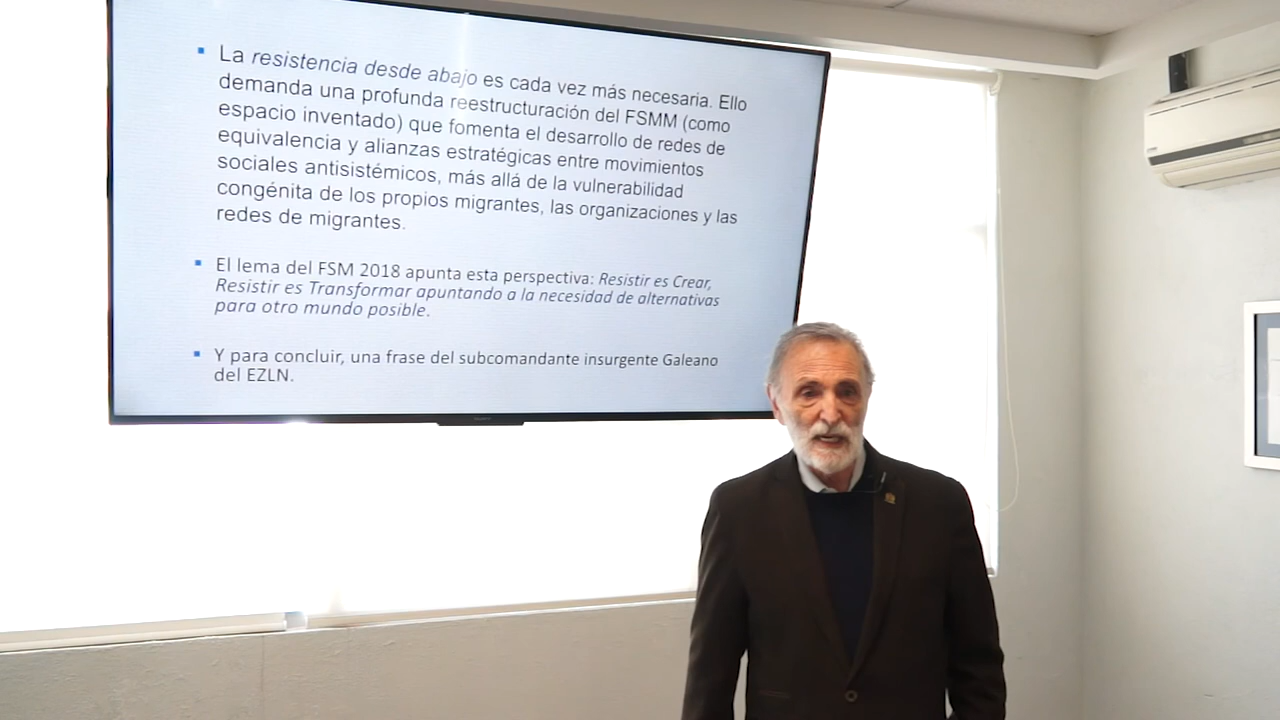 La resistencia desde abajo es cada vez más necesaria. Ello
demanda una profunda reestructuración del FSMM (como
espacio inventado) que fomenta el desarrollo de redes de
equivalencia y alianzas estratégicas entre movimientos
sociales antisistémicos, más allá de la vulnerabilidad
congénita de los propios migrantes, las organizaciones y las
redes de migrantes.
El lema del FSM 2018 apunta esta perspectiva: Resistir es Crear,
Resistir es Transformar apuntando a la necesidad de alternativas
para otro mundo posible.
Y para concluir, una frase del subcomandante insurgente Galeano
del EZLN.